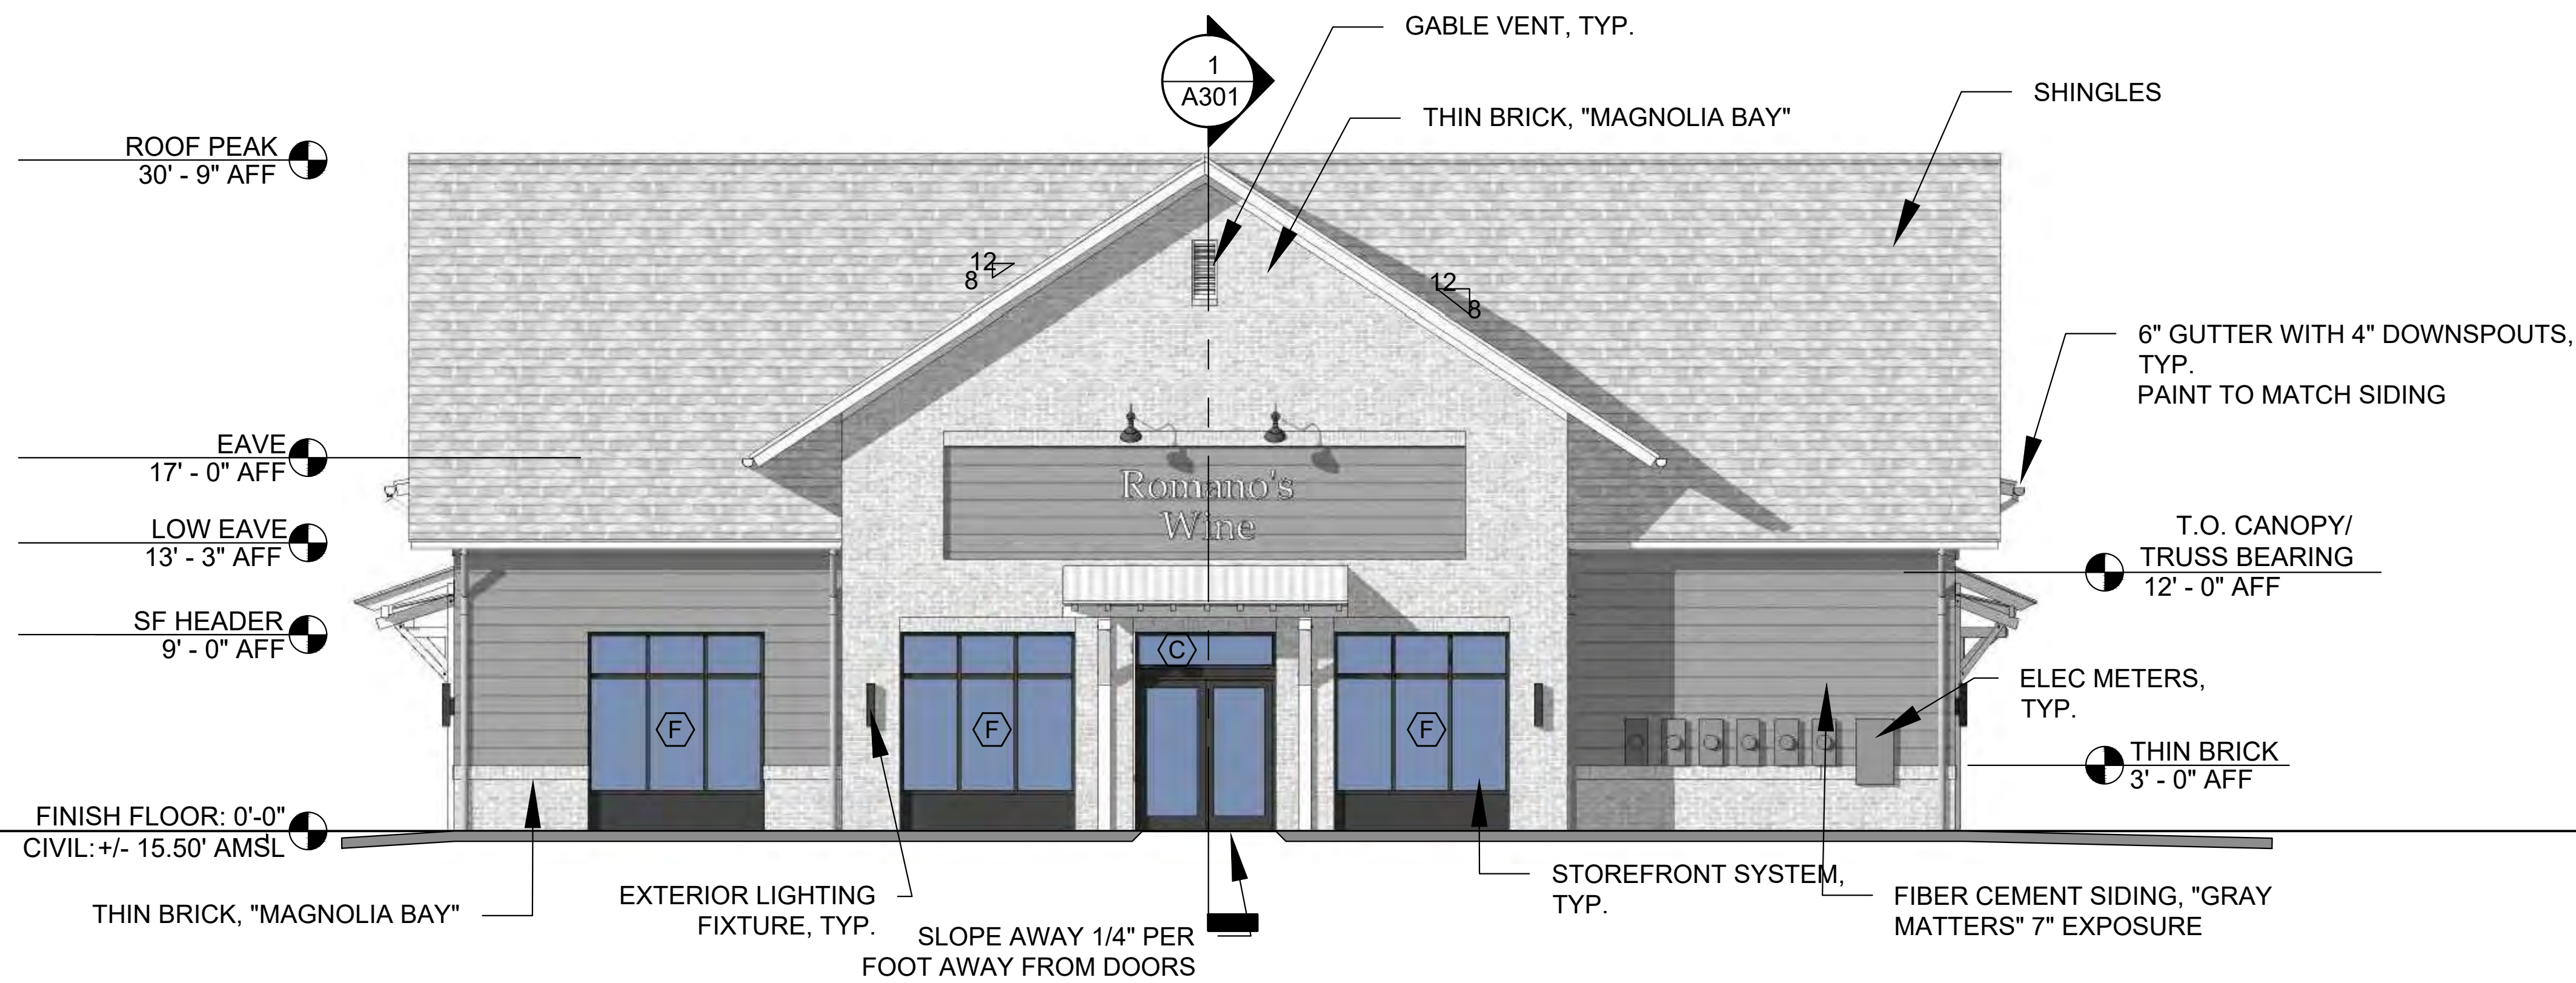 GABLE VENT, TYP.
1
A301
SHINGLES
THIN BRICK, "MAGNOLIA BAY"
ROOF PEAK
30' - 9" AFF
12
8
12
8
6" GUTTER WITH 4" DOWNSPOUTS,
TYP.
PAINT TO MATCH SIDING
EAVE
17' - 0" AFF
Romano's
Wine
LOW EAVE
13' - 3" AFF
T.O. CANOPY/
TRUSS BEARING
12' - 0" AFF
SF HEADER
9' - 0" AFF
C
ELEC METERS,
TYP.
F
F
F
THIN BRICK
3' - 0" AFF
FINISH FLOOR: 0'-0"
CIVIL:+/- 15.50' AMSL
STOREFRONT SYSTEM,
TYP.
EXTERIOR LIGHTING
FIXTURE, TYP.
FIBER CEMENT SIDING, "GRAY
MATTERS" 7" EXPOSURE
THIN BRICK, "MAGNOLIA BAY"
SLOPE AWAY 1/4" PER
FOOT AWAY FROM DOORS